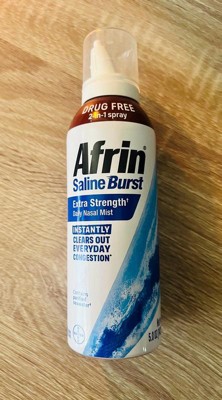 DRUG FREE
2-in-1 spray
Afrin®
Saline Burst
Extra Strength†
Daily Nasal Mist
INSTANTLY
CLEARS OUT
EVERYDAY
CONGESTION*